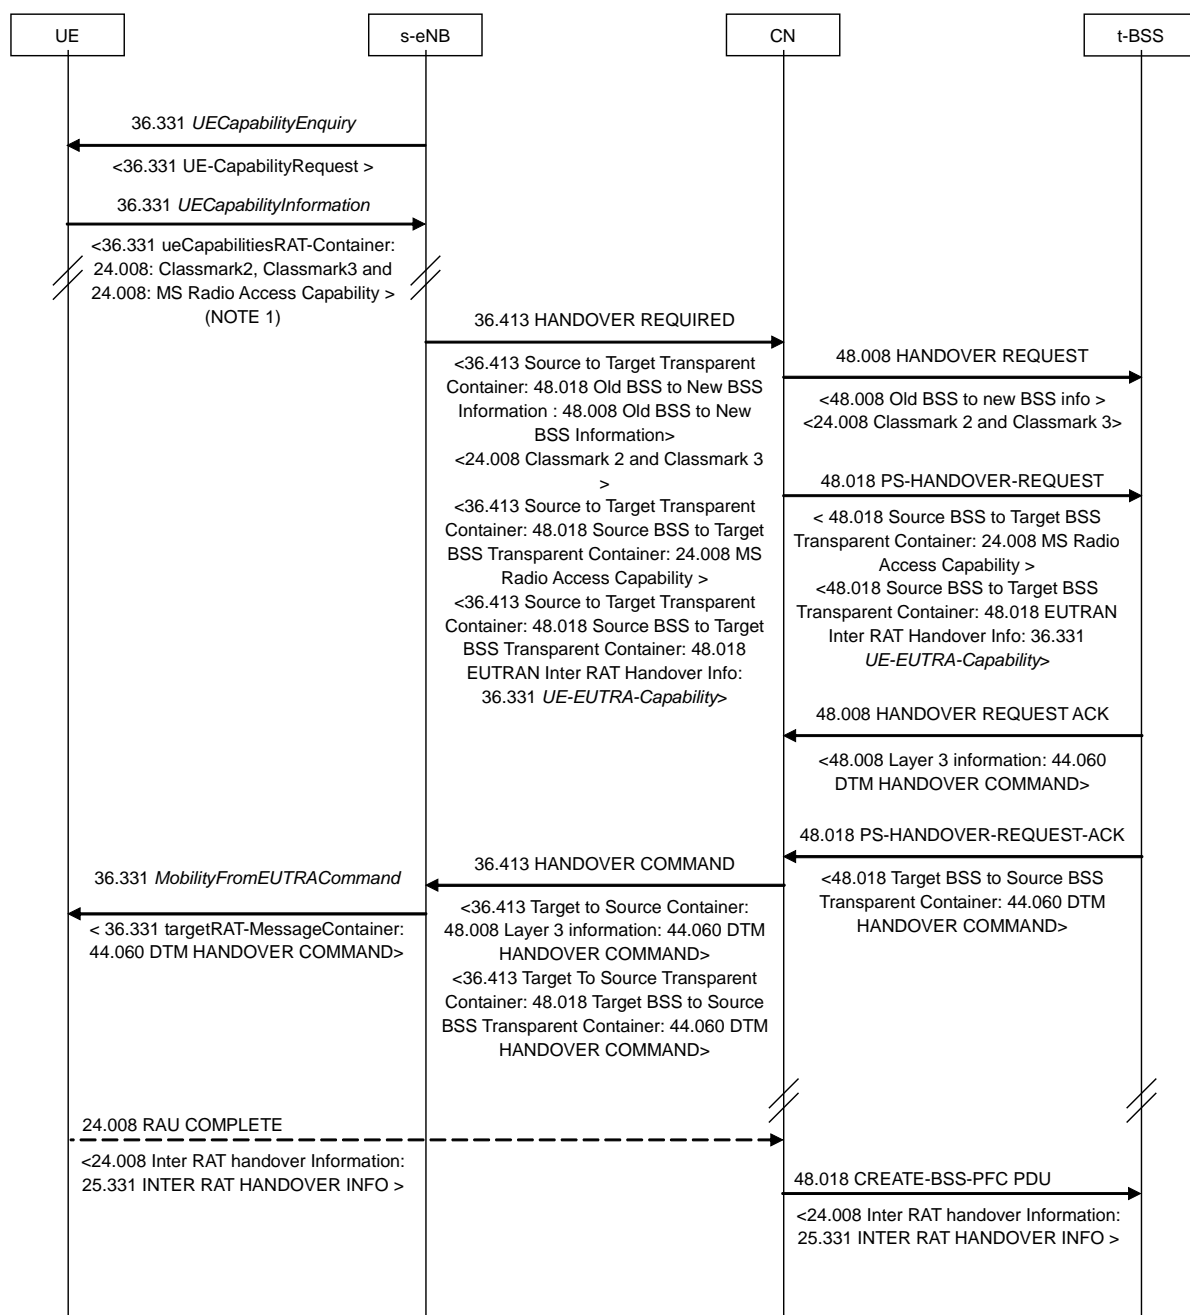 UE
s-eNB
CN
t-BSS
36.331 UECapabilityEnquiry
<36.331 UE-CapabilityRequest >
36.331 UECapabilityInformation
<36.331 ueCapabilitiesRAT-Container:
24.008: Classmark2, Classmark3 and
24.008: MS Radio Access Capability >
(NOTE 1)
36.413 HANDOVER REQUIRED
<36.413 Source to Target Transparent
Container: 48.018 Old BSS to New BSS
Information : 48.008 Old BSS to New
BSS Information>
<24.008 Classmark 2 and Classmark 3
>
<36.413 Source to Target Transparent
Container: 48.018 Source BSS to Target
BSS Transparent Container: 24.008 MS
Radio Access Capability >
<36.413 Source to Target Transparent
Container: 48.018 Source BSS to Target
BSS Transparent Container: 48.018
EUTRAN Inter RAT Handover Info:
36.331 UE-EUTRA-Capability>
48.008 HANDOVER REQUEST
<48.008 Old BSS to new BSS info >
<24.008 Classmark 2 and Classmark 3>
48.018 PS-HANDOVER-REQUEST
< 48.018 Source BSS to Target BSS
Transparent Container: 24.008 MS Radio
Access Capability >
<48.018 Source BSS to Target BSS
Transparent Container: 48.018 EUTRAN
Inter RAT Handover Info: 36.331
UE-EUTRA-Capability>
48.008 HANDOVER REQUEST ACK
<48.008 Layer 3 information: 44.060
DTM HANDOVER COMMAND>
48.018 PS-HANDOVER-REQUEST-ACK
<48.018 Target BSS to Source BSS
Transparent Container: 44.060 DTM
HANDOVER COMMAND>
36.413 HANDOVER COMMAND
<36.413 Target to Source Container:
48.008 Layer 3 information: 44.060 DTM
HANDOVER COMMAND>
<36.413 Target To Source Transparent
Container: 48.018 Target BSS to Source
BSS Transparent Container: 44.060 DTM
HANDOVER COMMAND>
36.331 MobilityFromEUTRACommand
< 36.331 targetRAT-MessageContainer:
44.060 DTM HANDOVER COMMAND>
24.008 RAU COMPLETE
<24.008 Inter RAT handover Information:
25.331 INTER RAT HANDOVER INFO >
48.018 CREATE-BSS-PFC PDU
<24.008 Inter RAT handover Information:
25.331 INTER RAT HANDOVER INFO >